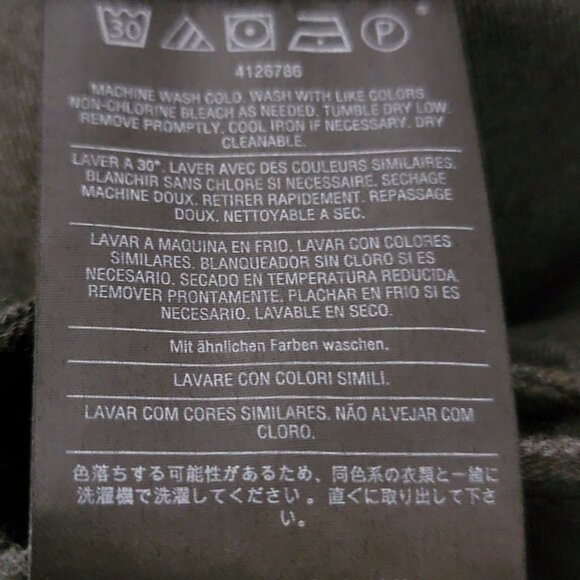 30
P
4126786
MACHINE WASH COLD. WASH WITH LIKE COLORS
NON-CHLORINE BLEACH AS NEEDED. TUMBLE DRY LOW.
REMOVE PROMPTLY. COOL IRON IF NECESSARY. DRY
CLEANABLE.
LAVER A 30°. LAVER AVEC DES COULEURS SIMILAIRES.
BLANCHIR SANS CHLORE SI NECESSAIRE. SECHAGE
MACHINE DOUX. RETIRER RAPIDEMENT. REPASSAGE
DOUX. NETTOYABLE A SEC.
LAVAR A MAQUINA EN FRIO. LAVAR CON COLORES
SIMILARES. BLANQUEADOR SIN CLORO SI ES
NECESARIO. SECADO EN TEMPERATURA REDUCIDA.
REMOVER PRONTAMENTE. PLACHAR EN FRIO SI ES
NECESARIO. LAVABLE EN SECO.
Mit ähnlichen Farben waschen.
LAVARE CON COLORI SIMILI.
LAVAR COM CORES SIMILARES. NÃO ALVEJAR COM
CLORO.
色落ちする可能性があるため、同色系の衣類と一緒に
洗濯機で洗濯してください。直ぐに取り出して下さ
い。